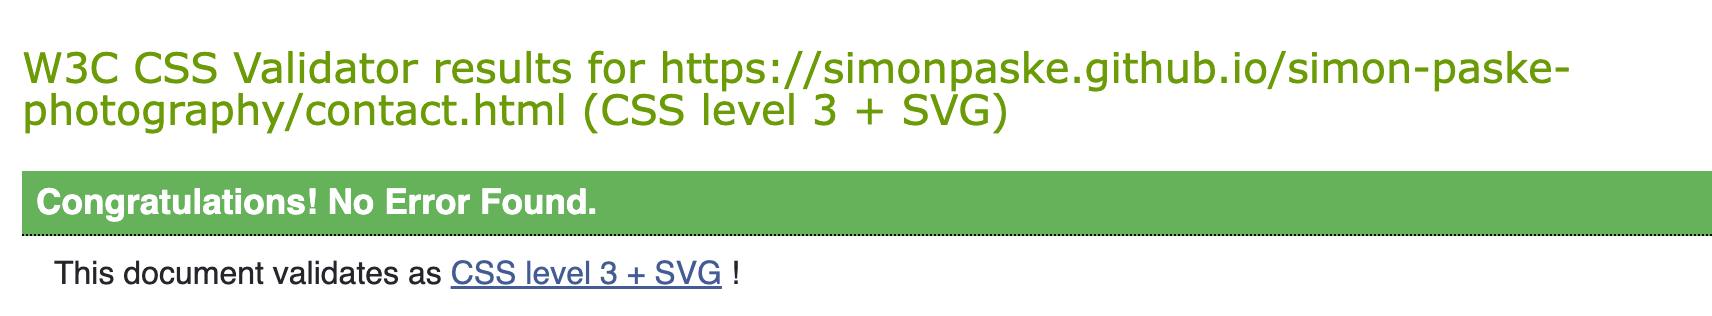 W3C CSS Validator results for https://simonpaske.github.io/simon-paske-
photography/contact.html (CSS level 3 + SVG)
Congratulations! No Error Found.
This document validates as CSS level 3 + SVG !